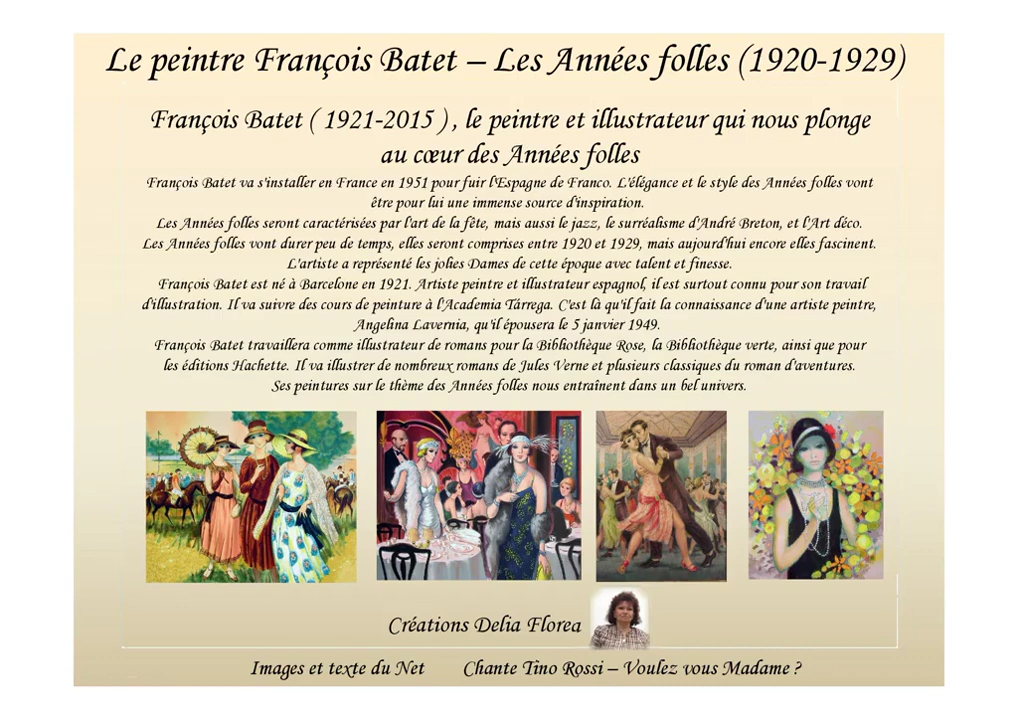 Le peintre François Batet – Les Années folles (1920-1929)
François Batet ( 1921-2015 ) , le peintre et illustrateur qui nous plonge
au cœur des Années folles
François Batet va s'installer en France en 1951 pour fuir l'Espagne de Franco. L'élégance et le style des Années folles vont
être pour lui une immense source d'inspiration.
Les Années folles seront caractérisées par l'art de la fête, mais aussi le jazz, le surréalisme d'André Breton, et l'Art déco.
Les Années folles vont durer peu de temps, elles seront comprises entre 1920 et 1929, mais aujourd'hui encore elles fascinent.
L'artiste a représenté les jolies Dames de cette époque avec talent et finesse.
François Batet est né à Barcelone en 1921. Artiste peintre et illustrateur espagnol, il est surtout connu pour son travail
d'illustration. Il va suivre des cours de peinture à l'Academia Tárrega. C'est là qu'il fait la connaissance d'une artiste peintre,
Angelina Lavernia, qu'il épousera le 5 janvier 1949.
François Batet travaillera comme illustrateur de romans pour la Bibliothèque Rose, la Bibliothèque verte, ainsi que pour
les éditions Hachette. Il va illustrer de nombreux romans de Jules Verne et plusieurs classiques du roman d'aventures.
Ses peintures sur le thème des Années folles nous entraînent dans un bel univers.
Créations Delia Florea
Images et texte du Net Chante Tino Rossi – Voulez vous Madame ?